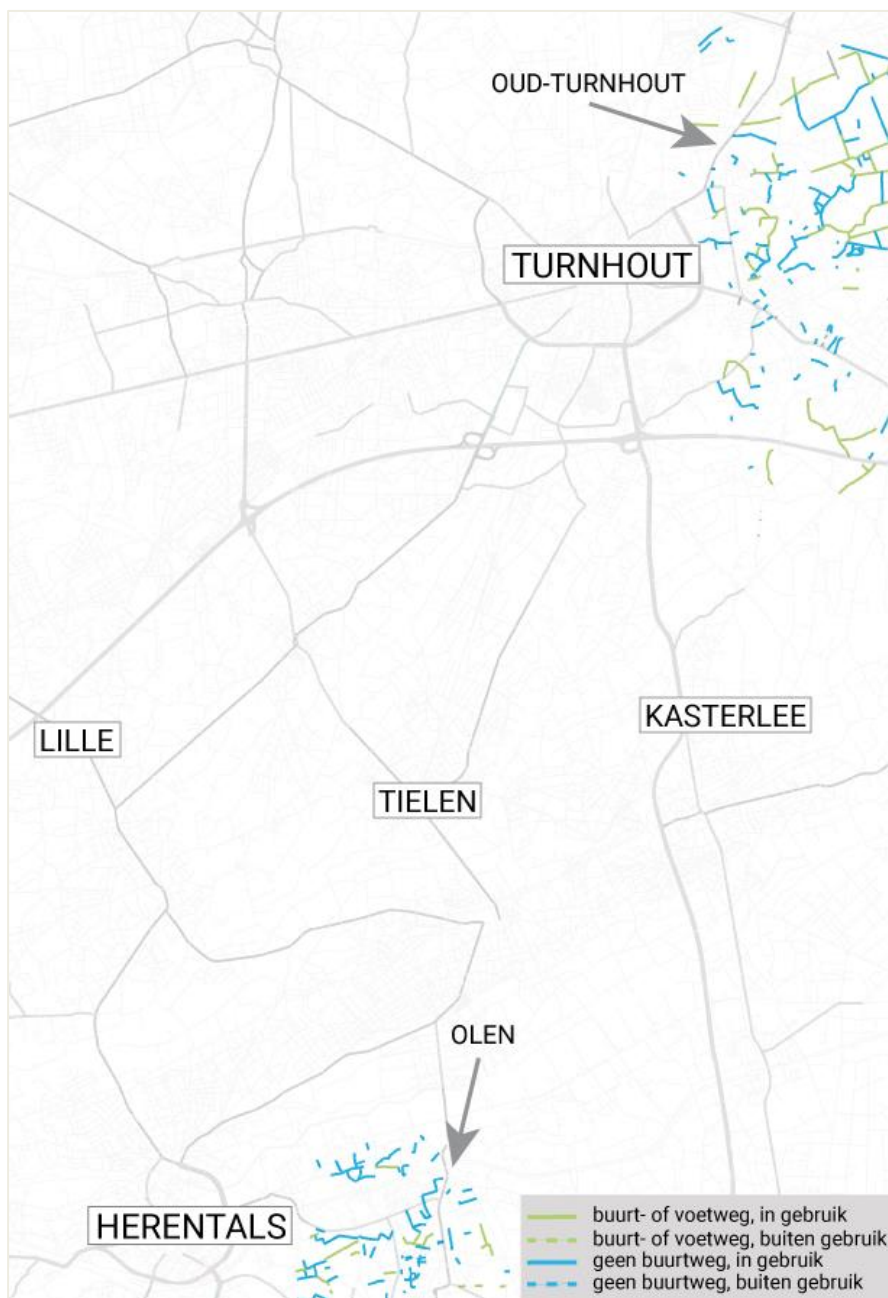 OUD-TURNHOUT
TURNHOUT
KASTERLEE
LILLE
TIELEN
OLEN
HERENTALS
buurt- of voetweg, in gebruik
buurt- of voetweg, buiten gebruik
geen buurtweg, in gebruik
geen buurtweg, buiten gebruik